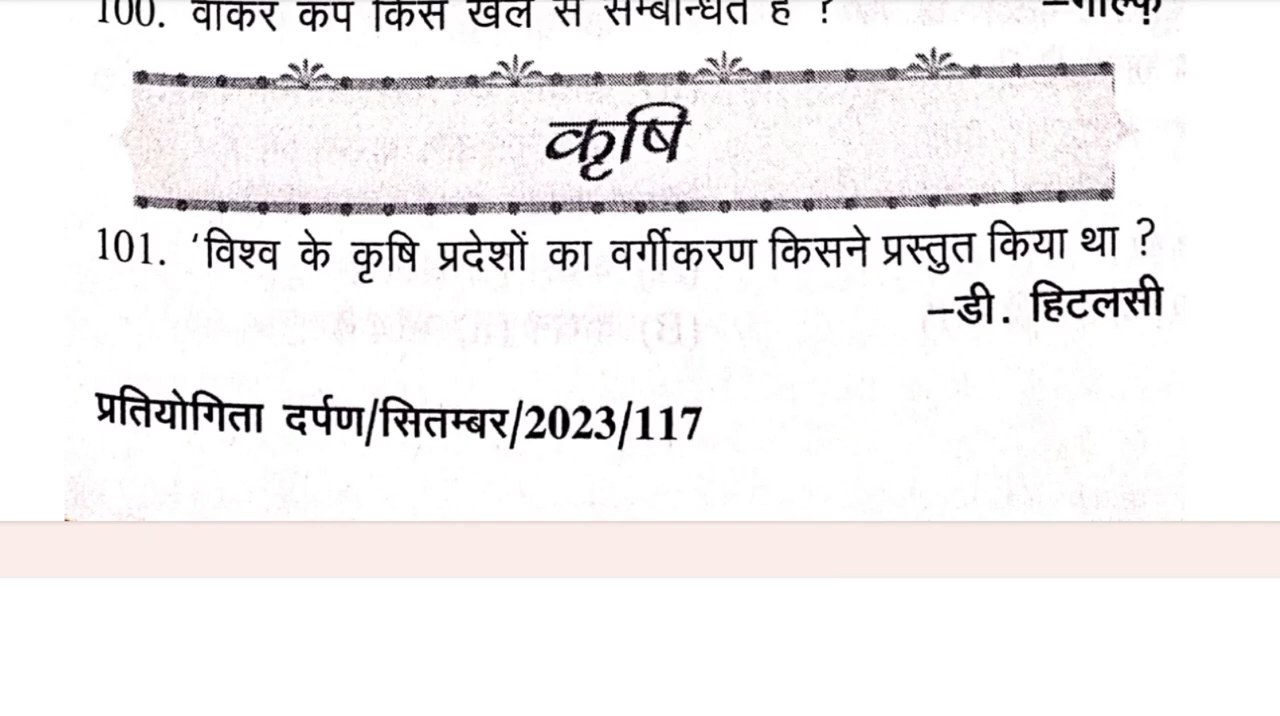 100. वाकर कप किस खेल से सम्बन्धित है ?
–गोल्फ
कृषि
101. 'विश्व के कृषि प्रदेशों का वर्गीकरण किसने प्रस्तुत किया था ?
–डी. हिटलसी
प्रतियोगिता दर्पण/सितम्बर/2023/117